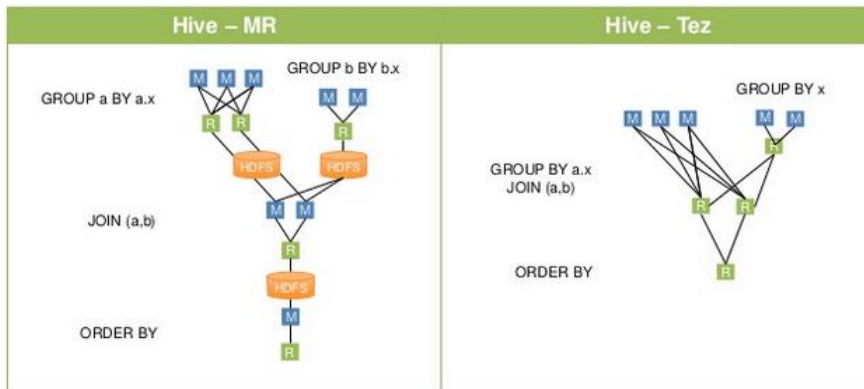 Hive – MR
Hive – Tez
GROUP a BY a.x
M M M
GROUP b BY b.x
M M
R R
R
HDFS
HDFS
JOIN (a,b)
M M
R
HDFS
ORDER BY
M
R
GROUP BY x
M M M
M M
R
GROUP BY a.x
JOIN (a,b)
R R
ORDER BY
R